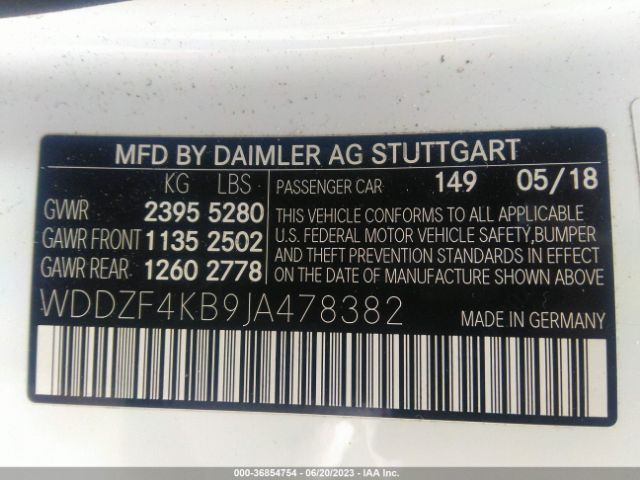 MFD BY DAIMLER AG STUTTGART
KG LBS
GVWR 2395 5280
GAWR FRONT 1135 2502
GAWR REAR 1260 2778
PASSENGER CAR 149 05/18
THIS VEHICLE CONFORMS TO ALL APPLICABLE
U.S. FEDERAL MOTOR VEHICLE SAFETY,BUMPER
AND THEFT PREVENTION STANDARDS IN EFFECT
ON THE DATE OF MANUFACTURE SHOWN ABOVE
WDDZF4KB9JA478382
MADE IN GERMANY
000-36854754 - 06/20/2023 - IAA Inc.